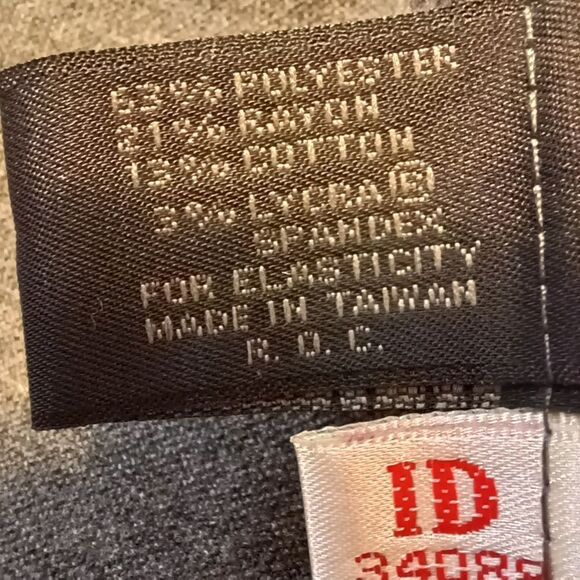 63% POLYESTER
21% RAYON
13% COTTON
3% LYCRA®
SPANDEX
FOR ELASTICITY
MADE IN TAIWAN
R. O. C.
ID